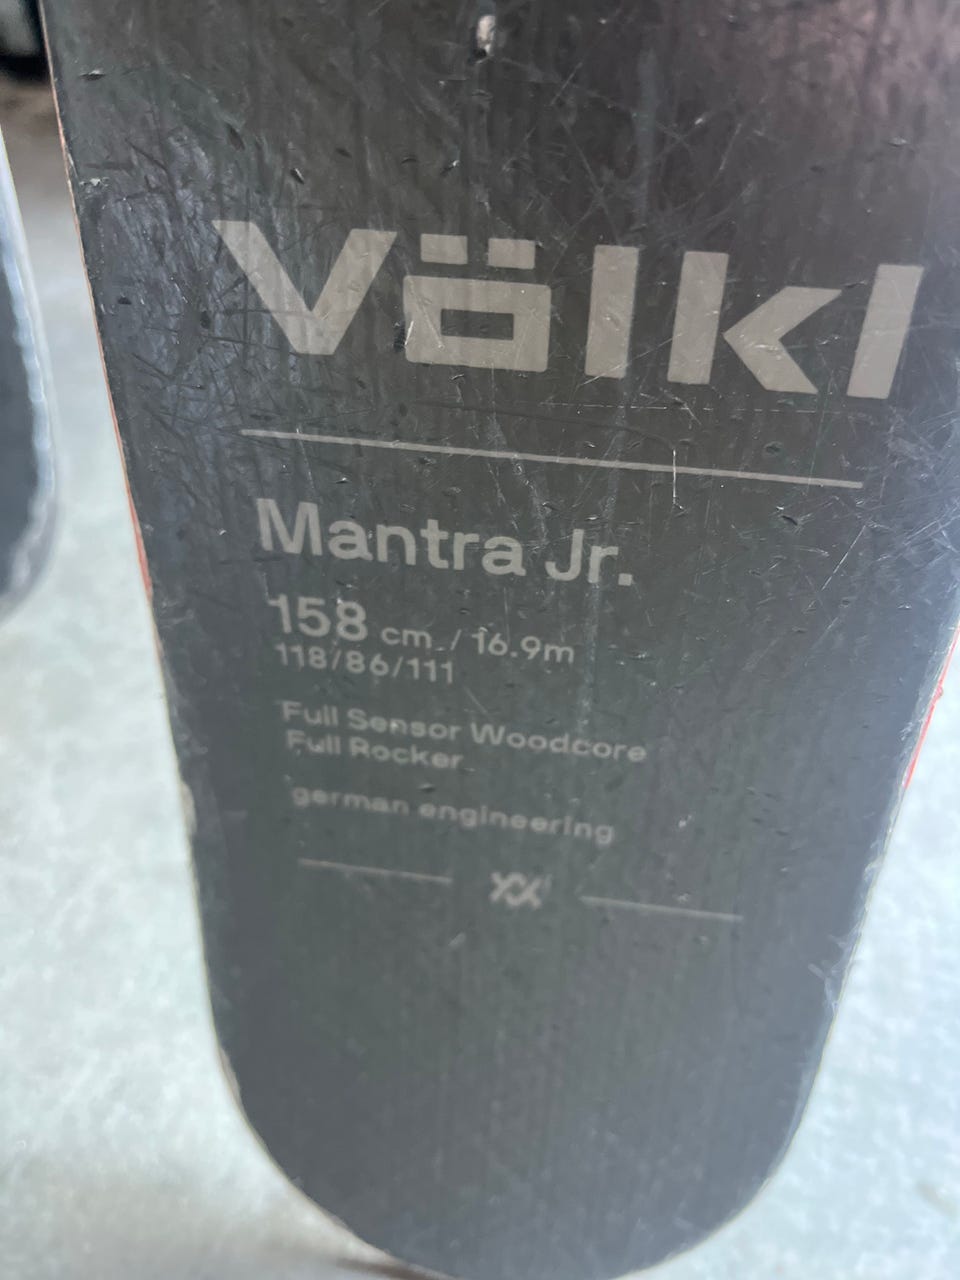 Völkl
Mantra Jr.
158 cm / 16.9m
118/86/111
Full Sensor Woodcore
Full Rocker
german engineering